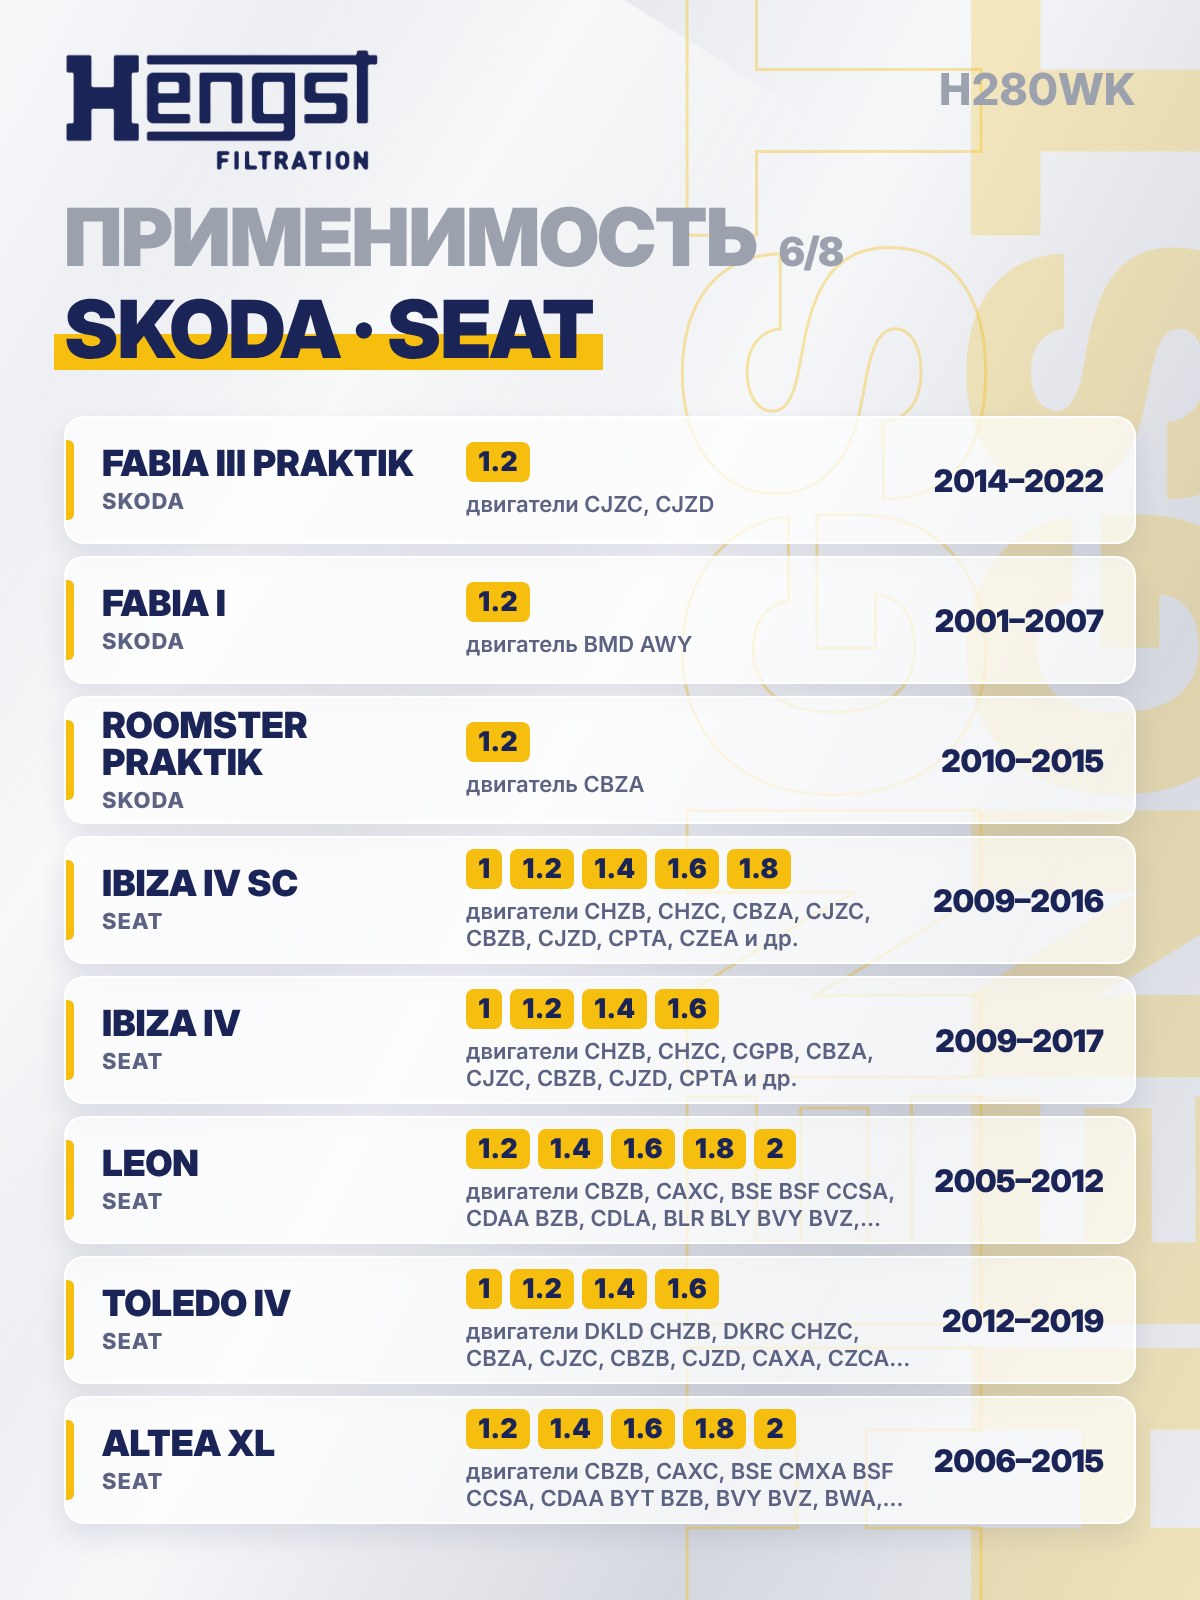 Hengst
FILTRATION
H280WK
ПРИМЕНИМОСТЬ 6/8
SKODA · SEAT
FABIA III PRAKTIK
SKODA
1.2
двигатели CJZC, CJZD
2014–2022
FABIA I
SKODA
1.2
двигатель BMD AWY
2001–2007
ROOMSTER
PRAKTIK
SKODA
1.2
двигатель CBZA
2010–2015
IBIZA IV SC
SEAT
1 1.2 1.4 1.6 1.8
двигатели CHZB, CHZC, CBZA, CJZC,
CBZB, CJZD, CPTA, CZEA и др.
2009–2016
IBIZA IV
SEAT
1 1.2 1.4 1.6
двигатели CHZB, CHZC, CGPB, CBZA,
CJZC, CBZB, CJZD, CPTA и др.
2009–2017
LEON
SEAT
1.2 1.4 1.6 1.8 2
двигатели CBZB, CAXC, BSE BSF CCSA,
CDAA BZB, CDLA, BLR BLY BVY BVZ,...
2005–2012
TOLEDO IV
SEAT
1 1.2 1.4 1.6
двигатели DKLD CHZB, DKRC CHZC,
CBZA, CJZC, CBZB, CJZD, CAXA, CZCA...
2012–2019
ALTEA XL
SEAT
1.2 1.4 1.6 1.8 2
двигатели CBZB, CAXC, BSE CMXA BSF
CCSA, CDAA BYT BZB, BVY BVZ, BWA,...
2006–2015
HENGST